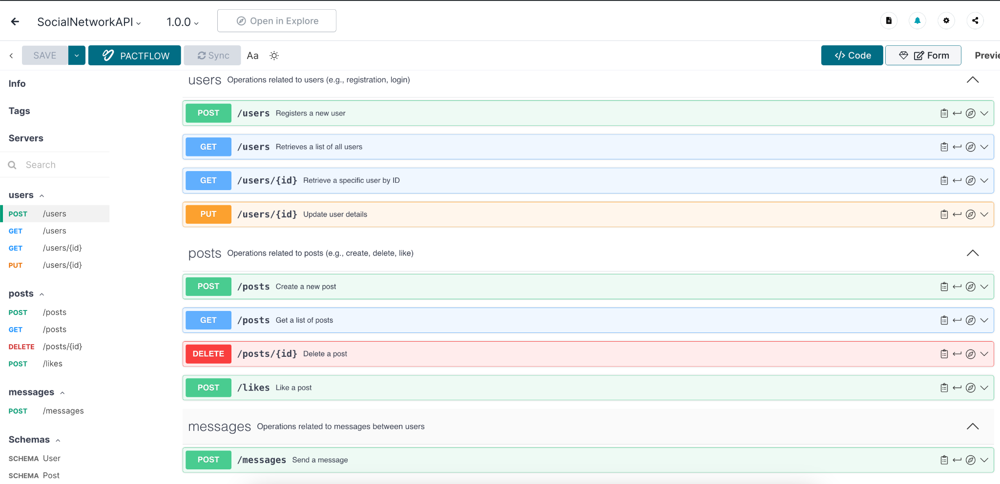 SocialNetworkAPI 1.0.0 Open in Explore
SAVE PACTFLOW Sync Aa Code Form Previe
Info
Tags
Servers
Search
users
POST /users
GET /users
GET /users/{id}
PUT /users/{id}
posts
POST /posts
GET /posts
DELETE /posts/{id}
POST /likes
messages
POST /messages
Schemas
SCHEMA User
SCHEMA Post
users Operations related to users (e.g., registration, login)
POST /users Registers a new user
GET /users Retrieves a list of all users
GET /users/{id} Retrieve a specific user by ID
PUT /users/{id} Update user details
posts Operations related to posts (e.g., create, delete, like)
POST /posts Create a new post
GET /posts Get a list of posts
DELETE /posts/{id} Delete a post
POST /likes Like a post
messages Operations related to messages between users
POST /messages Send a message